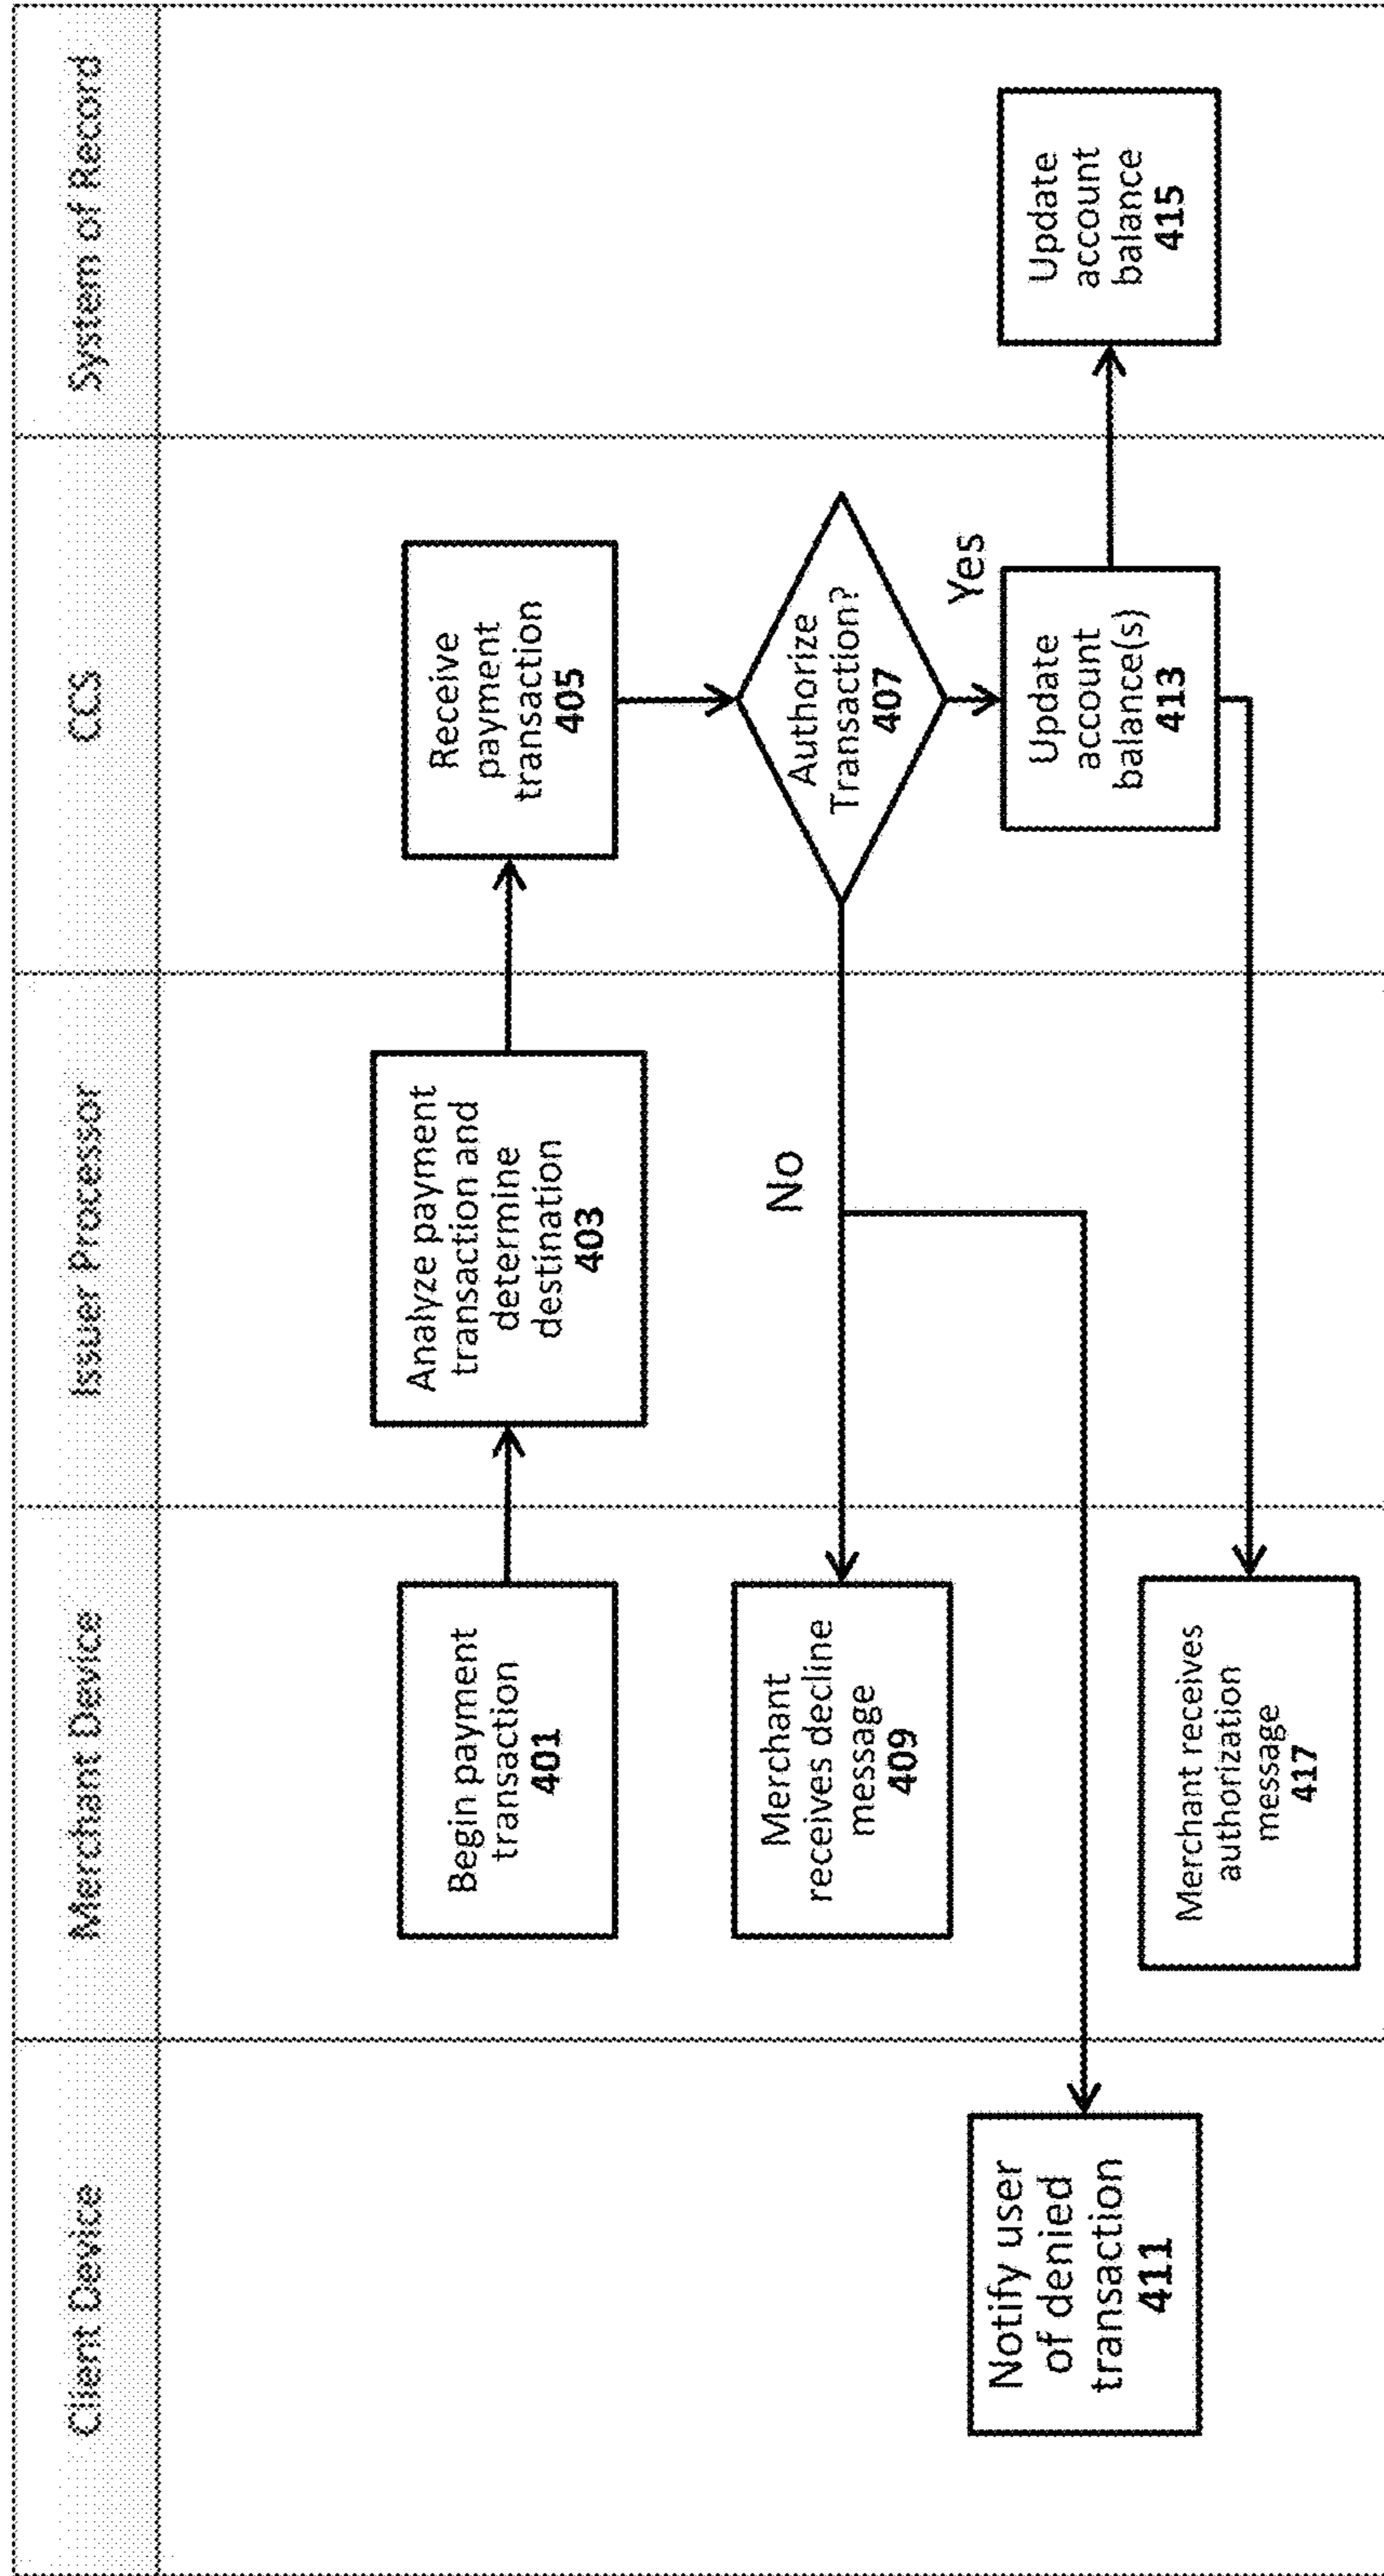 Client Device
Merchant Device
Issuer Processor
CCS
System of Record
Begin payment
transaction
401
Analyze payment
transaction and
determine
destination
403
Receive
payment
transaction
405
Authorize
Transaction?
407
No
Yes
Merchant
receives decline
message
409
Notify user
of denied
transaction
411
Update
account
balance(s)
413
Update
account
balance
415
Merchant receives
authorization
message
417